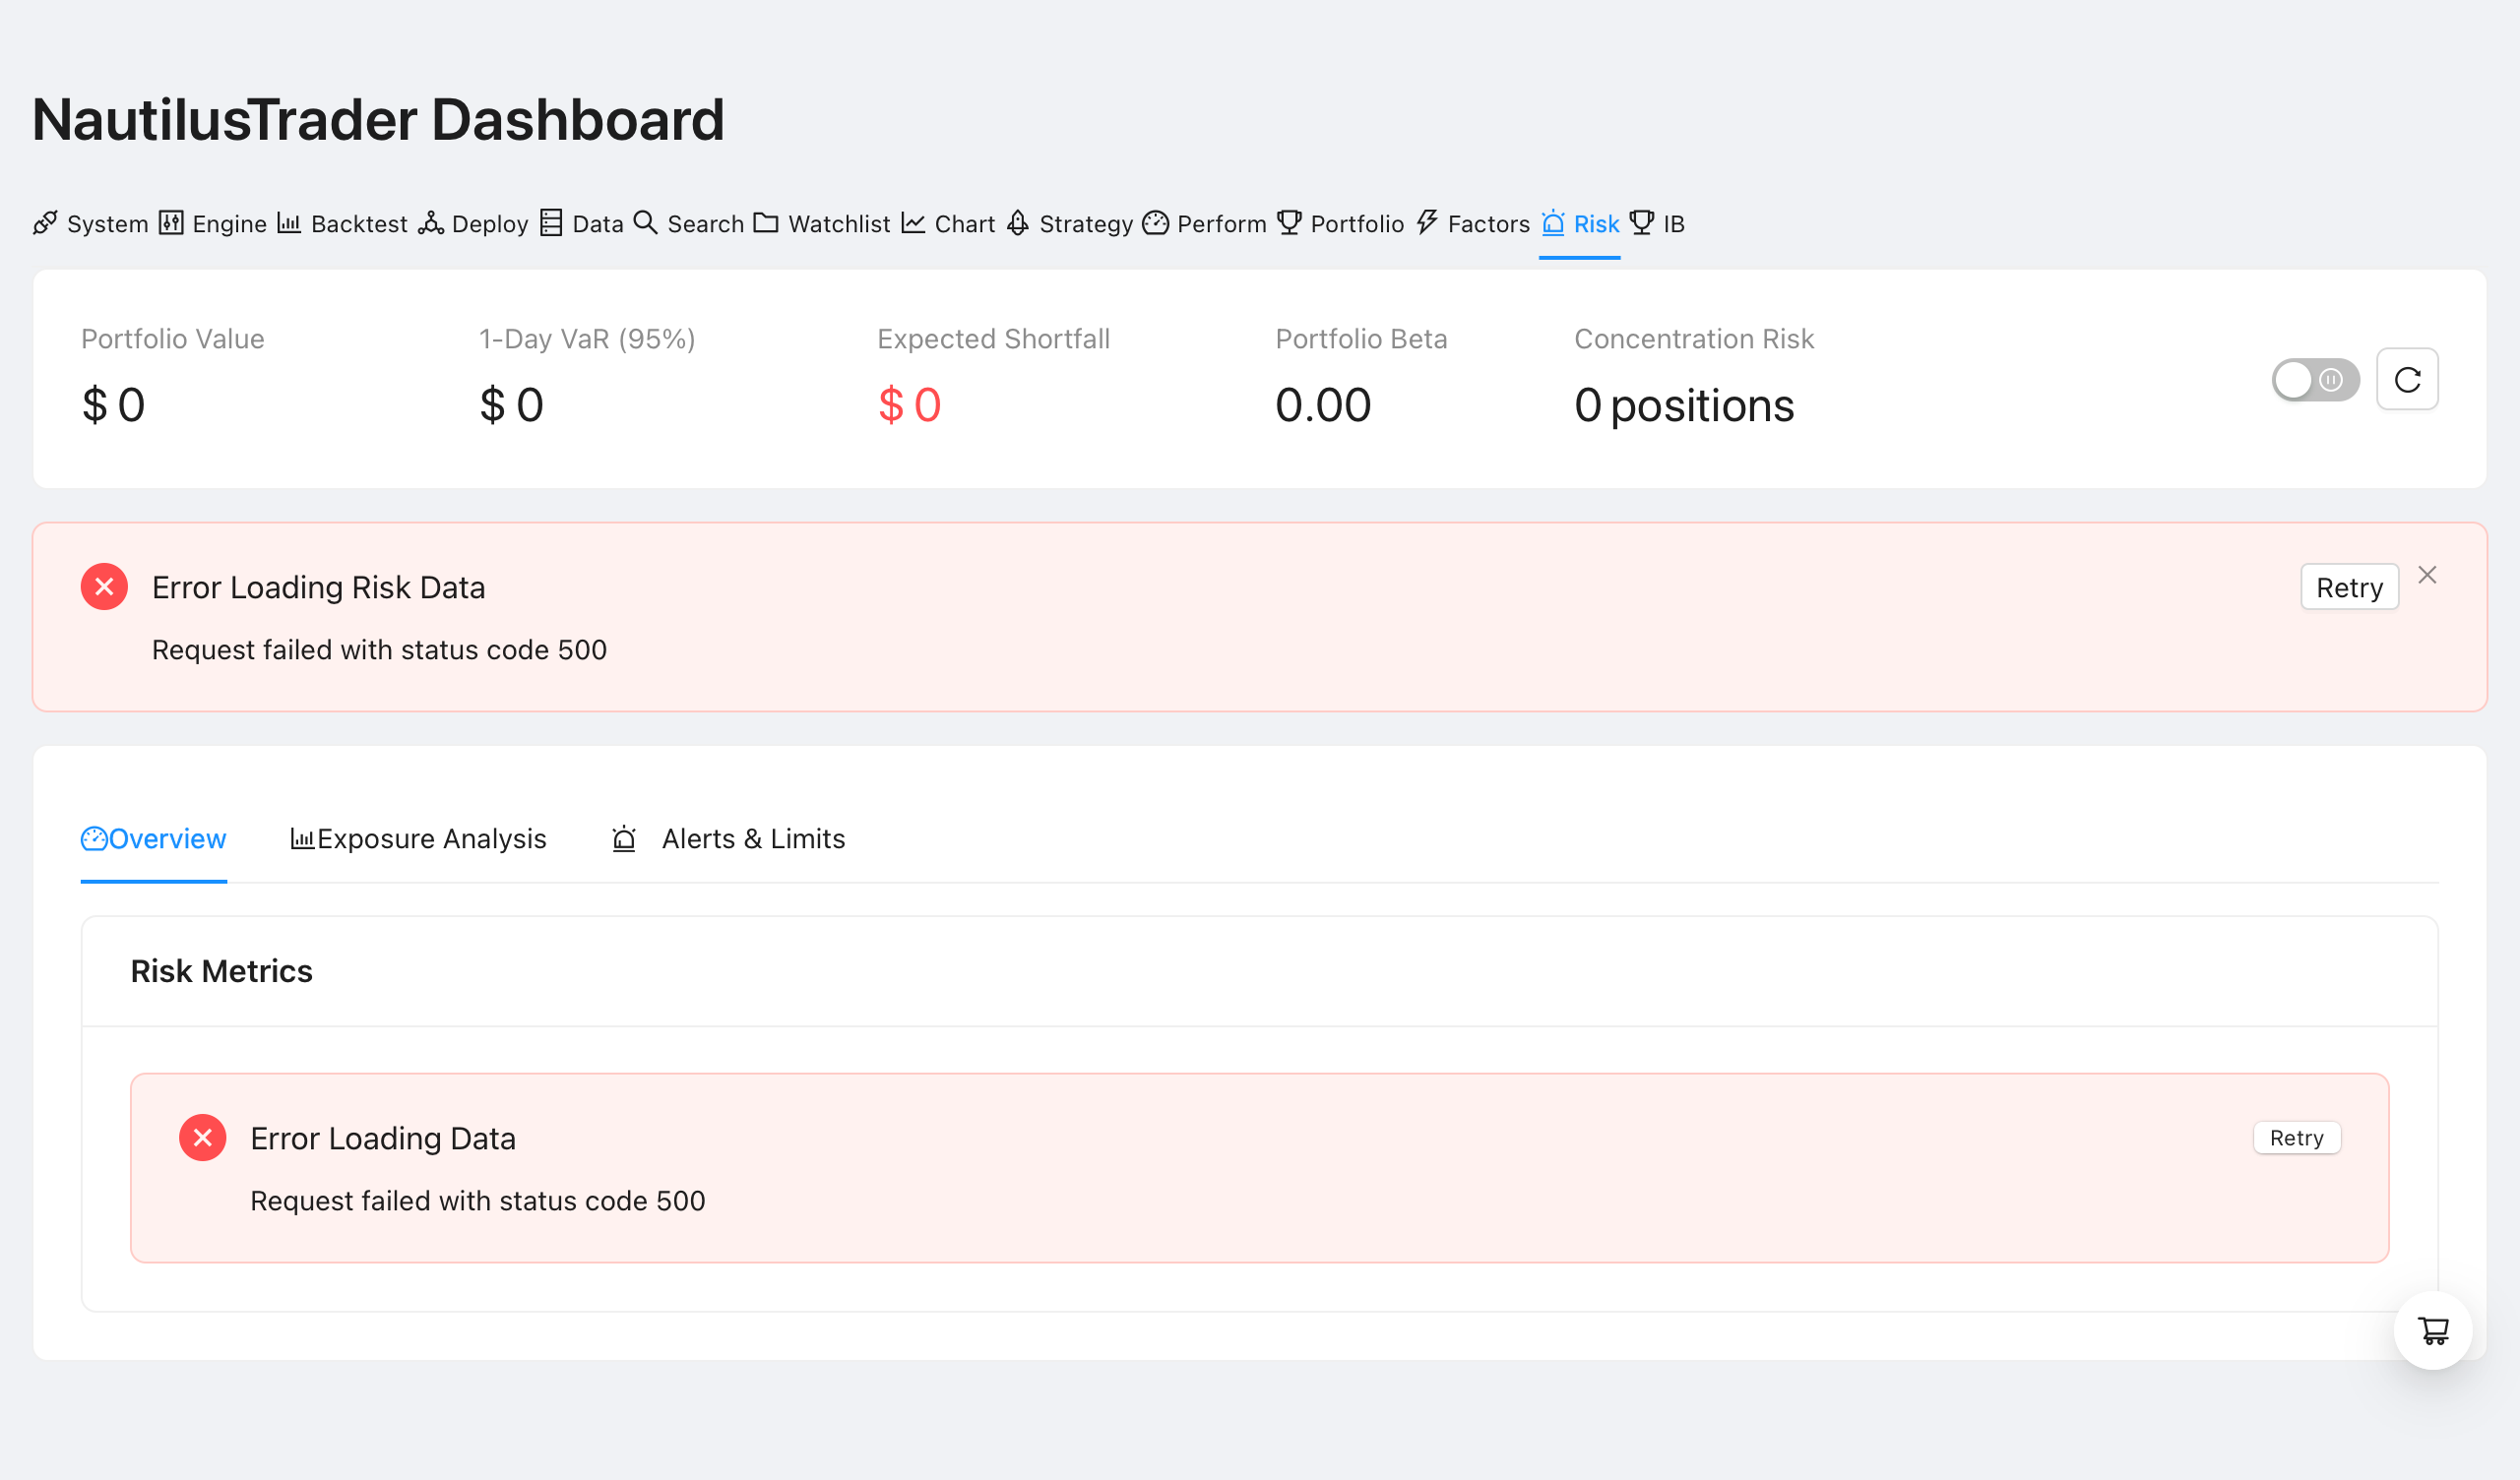 NautilusTrader Dashboard
System Engine Backtest Deploy Data Search Watchlist Chart Strategy Perform Portfolio Factors Risk IB
Portfolio Value 1-Day VaR (95%) Expected Shortfall Portfolio Beta Concentration Risk
$ 0 $ 0 $ 0 0.00 0 positions
Error Loading Risk Data Retry
Request failed with status code 500
Overview Exposure Analysis Alerts & Limits
Risk Metrics
Error Loading Data Retry
Request failed with status code 500